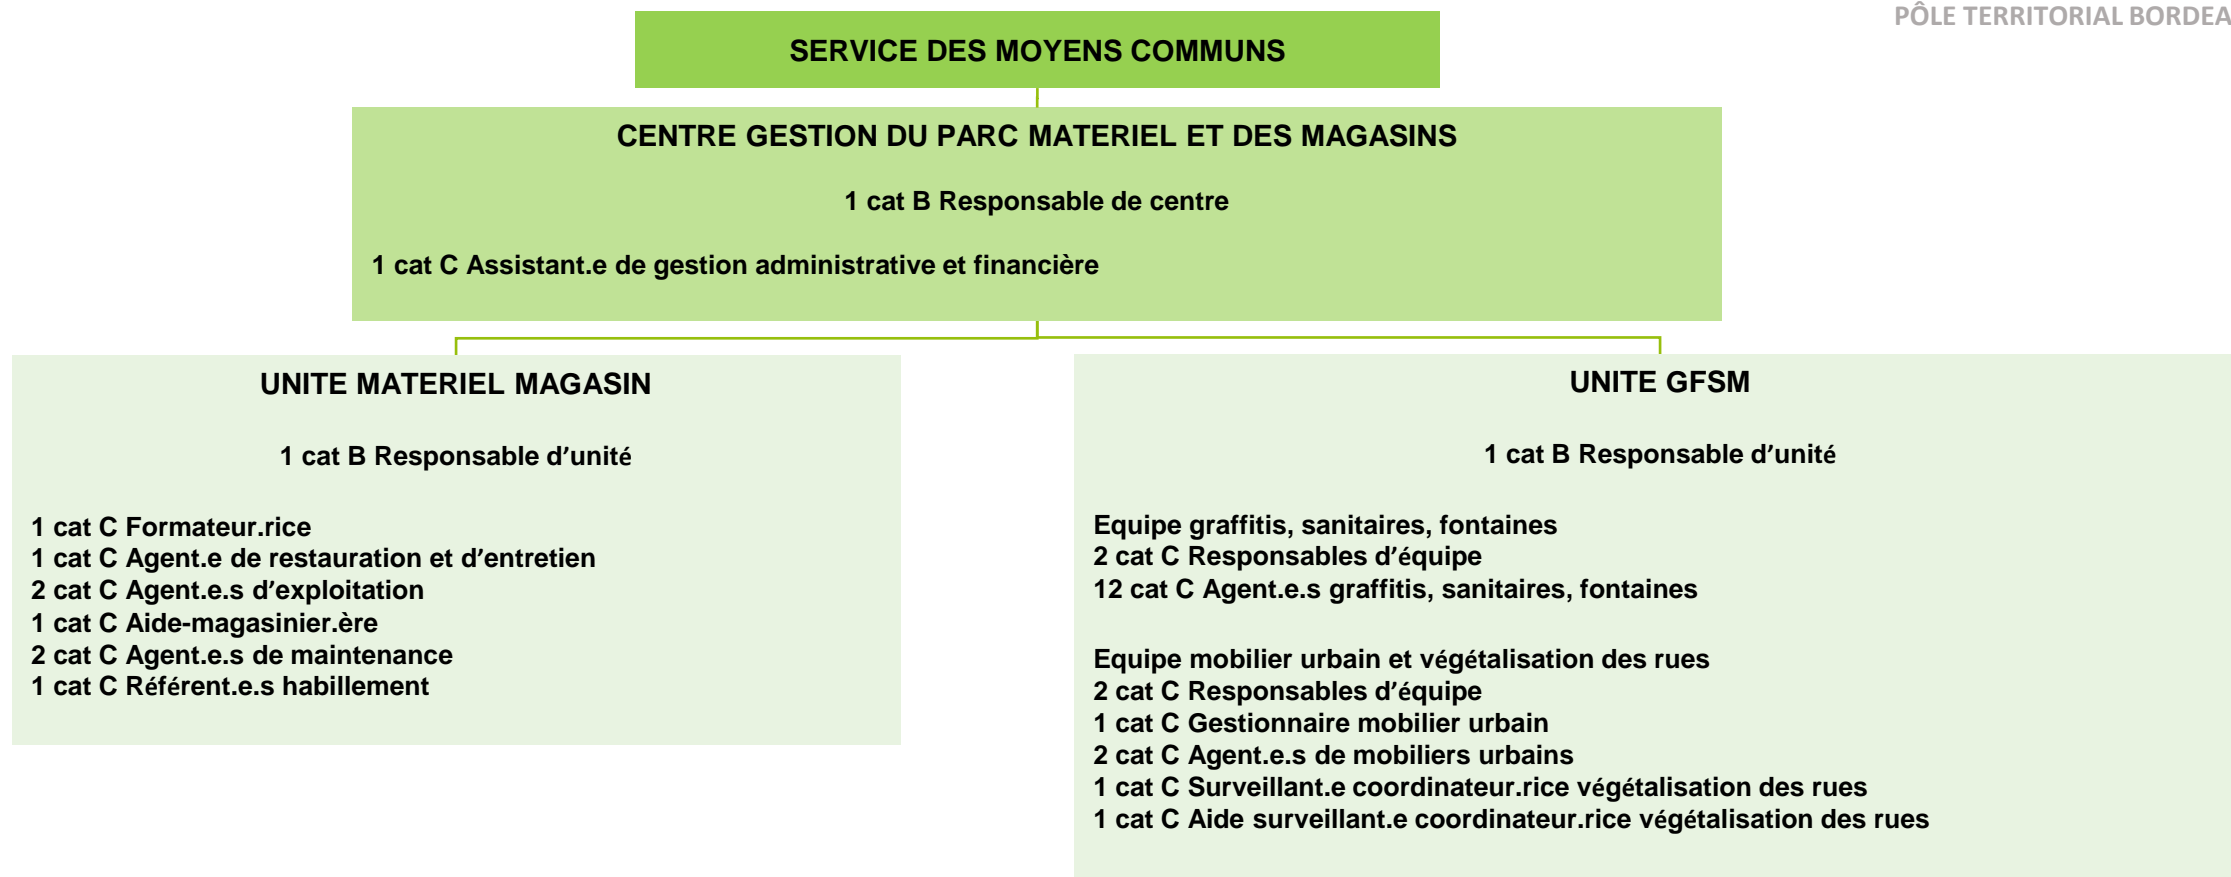 PÔLE TERRITORIAL BORDEA
SERVICE DES MOYENS COMMUNS
CENTRE GESTION DU PARC MATERIEL ET DES MAGASINS
1 cat B Responsable de centre
1 cat C Assistant.e de gestion administrative et financière
UNITE MATERIEL MAGASIN
1 cat B Responsable d’unité
1 cat C Formateur.rice
1 cat C Agent.e de restauration et d’entretien
2 cat C Agent.e.s d’exploitation
1 cat C Aide-magasinier.ère
2 cat C Agent.e.s de maintenance
1 cat C Référent.e.s habillement
UNITE GFSM
1 cat B Responsable d’unité
Equipe graffitis, sanitaires, fontaines
2 cat C Responsables d’équipe
12 cat C Agent.e.s graffitis, sanitaires, fontaines
Equipe mobilier urbain et végétalisation des rues
2 cat C Responsables d’équipe
1 cat C Gestionnaire mobilier urbain
2 cat C Agent.e.s de mobiliers urbains
1 cat C Surveillant.e coordinateur.rice végétalisation des rues
1 cat C Aide surveillant.e coordinateur.rice végétalisation des rues